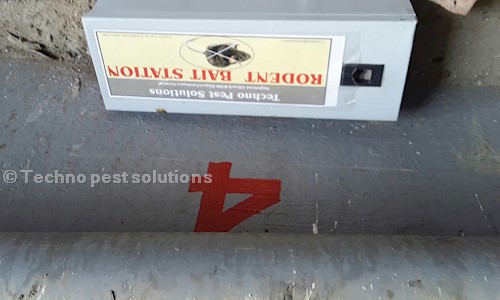 RODENT BAIT STATION
Techno Pest Solutions
© Techno pest solutions
4